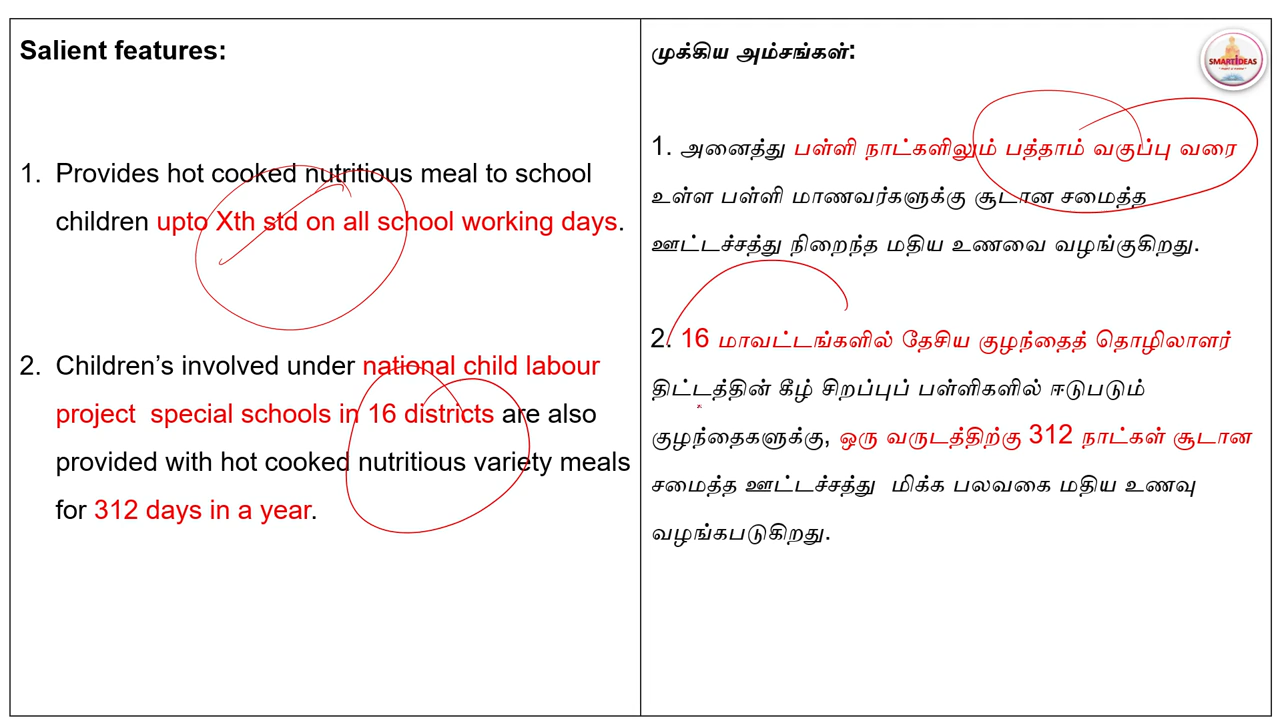 Salient features:
1. Provides hot cooked nutritious meal to school
children upto Xth std on all school working days.
2. Children’s involved under national child labour
project special schools in 16 districts are also
provided with hot cooked nutritious variety meals
for 312 days in a year.
முக்கிய அம்சங்கள்:
SMARTIDEAS
1. அனைத்து பள்ளி நாட்களிலும் பத்தாம் வகுப்பு வரை
உள்ள பள்ளி மாணவர்களுக்கு சூடான சமைத்த
ஊட்டச்சத்து நிறைந்த மதிய உணவை வழங்குகிறது.
2. 16 மாவட்டங்களில் தேசிய குழந்தைத் தொழிலாளர்
திட்டத்தின் கீழ் சிறப்புப் பள்ளிகளில் ஈடுபடும்
குழந்தைகளுக்கு, ஒரு வருடத்திற்கு 312 நாட்கள் சூடான
சமைத்த ஊட்டச்சத்து மிக்க பலவகை மதிய உணவு
வழங்கபடுகிறது.